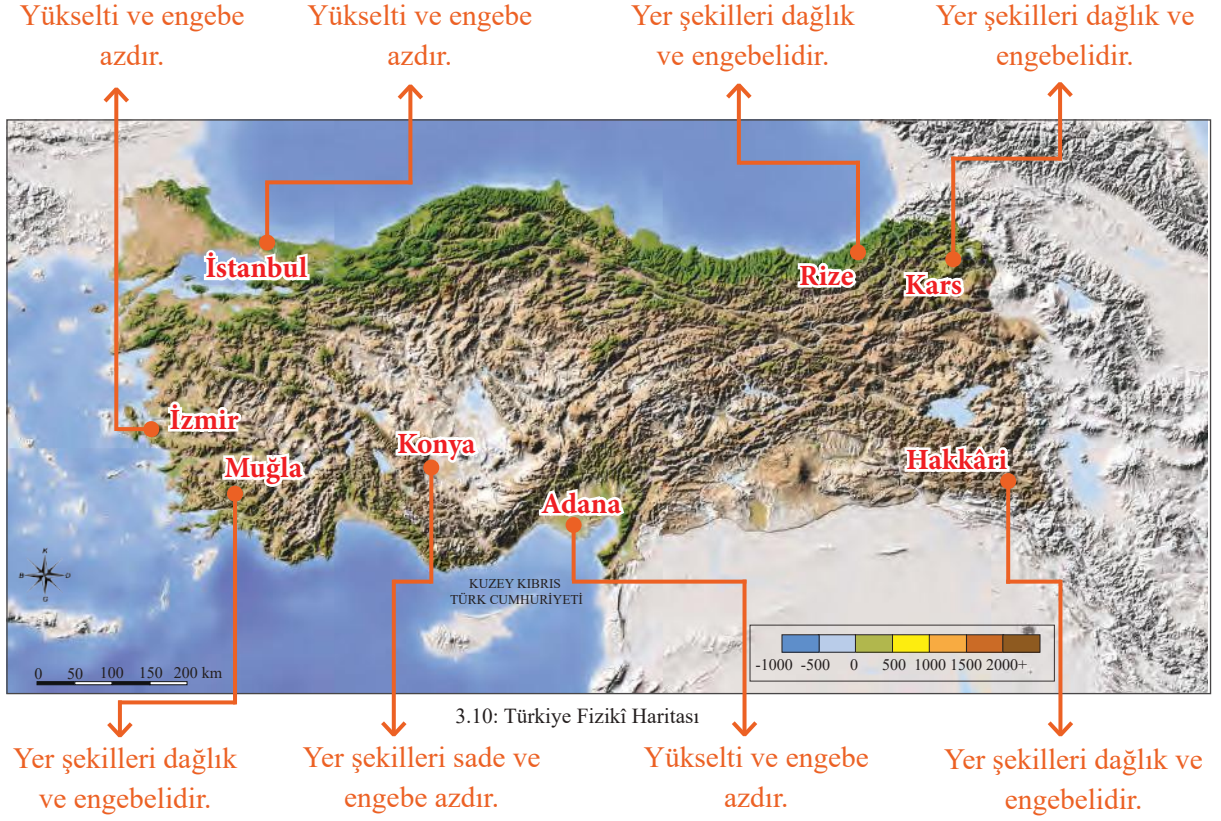 Yükselti ve engebe
azdır.
Yükselti ve engebe
azdır.
Yer şekilleri dağlık
ve engebelidir.
Yer şekilleri dağlık ve
engebelidir.
İstanbul
Rize
Kars
İzmir
Muğla
Konya
Adana
Hakkâri
K
B
D
G
KUZEY KIBRIS
TÜRK CUMHURİYETİ
0 50 100 150 200 km
-1000 -500 0 500 1000 1500 2000+
3.10: Türkiye Fizikî Haritası
Yer şekilleri dağlık
ve engebelidir.
Yer şekilleri sade ve
engebe azdır.
Yükselti ve engebe
azdır.
Yer şekilleri dağlık ve
engebelidir.